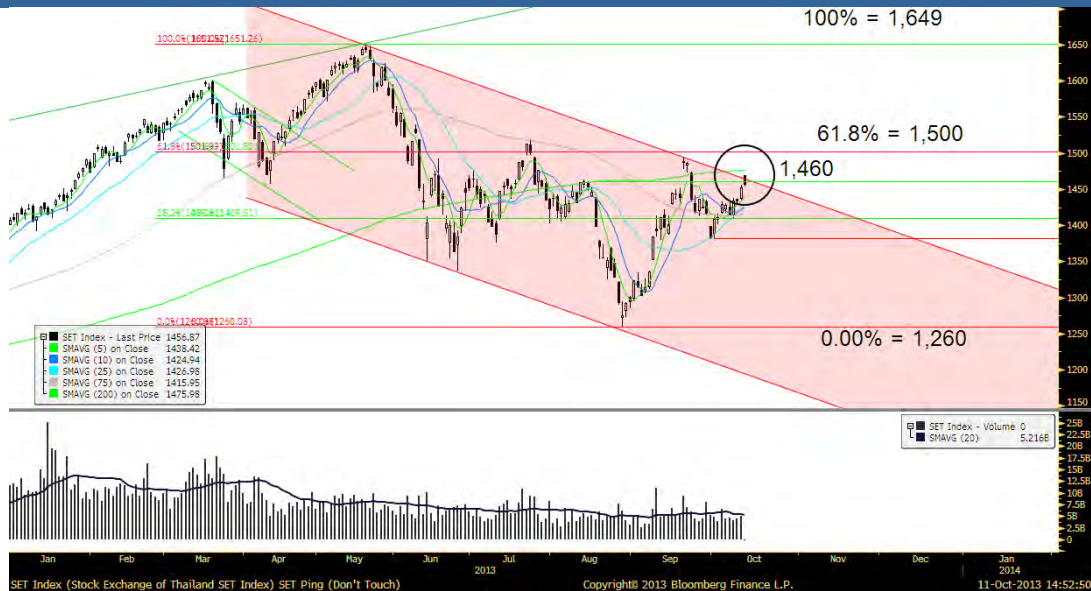 100% = 1,649
61.8% = 1,500
1,460
0.00% = 1,260
SET Index - Last Price 1456.87
SMAVG (5) on Close 1438.42
SMAVG (10) on Close 1424.94
SMAVG (25) on Close 1426.98
SMAVG (75) on Close 1415.95
SMAVG (200) on Close 1475.98
1650
1600
1550
1500
1450
1400
1350
1300
1250
1200
1150
SET Index - Volume 0
SMAVG (20) 5.216B
25B
22.5B
20B
17.5B
15B
12.5B
10B
7.5B
5B
2.5B
0
Jan Feb Mar Apr May Jun Jul Aug Sep Oct Nov Dec Jan
2013 2014
SET Index (Stock Exchange of Thailand SET Index) SET Ping (Don't Touch) Copyright© 2013 Bloomberg Finance L.P. 11-Oct-2013 14:52:50